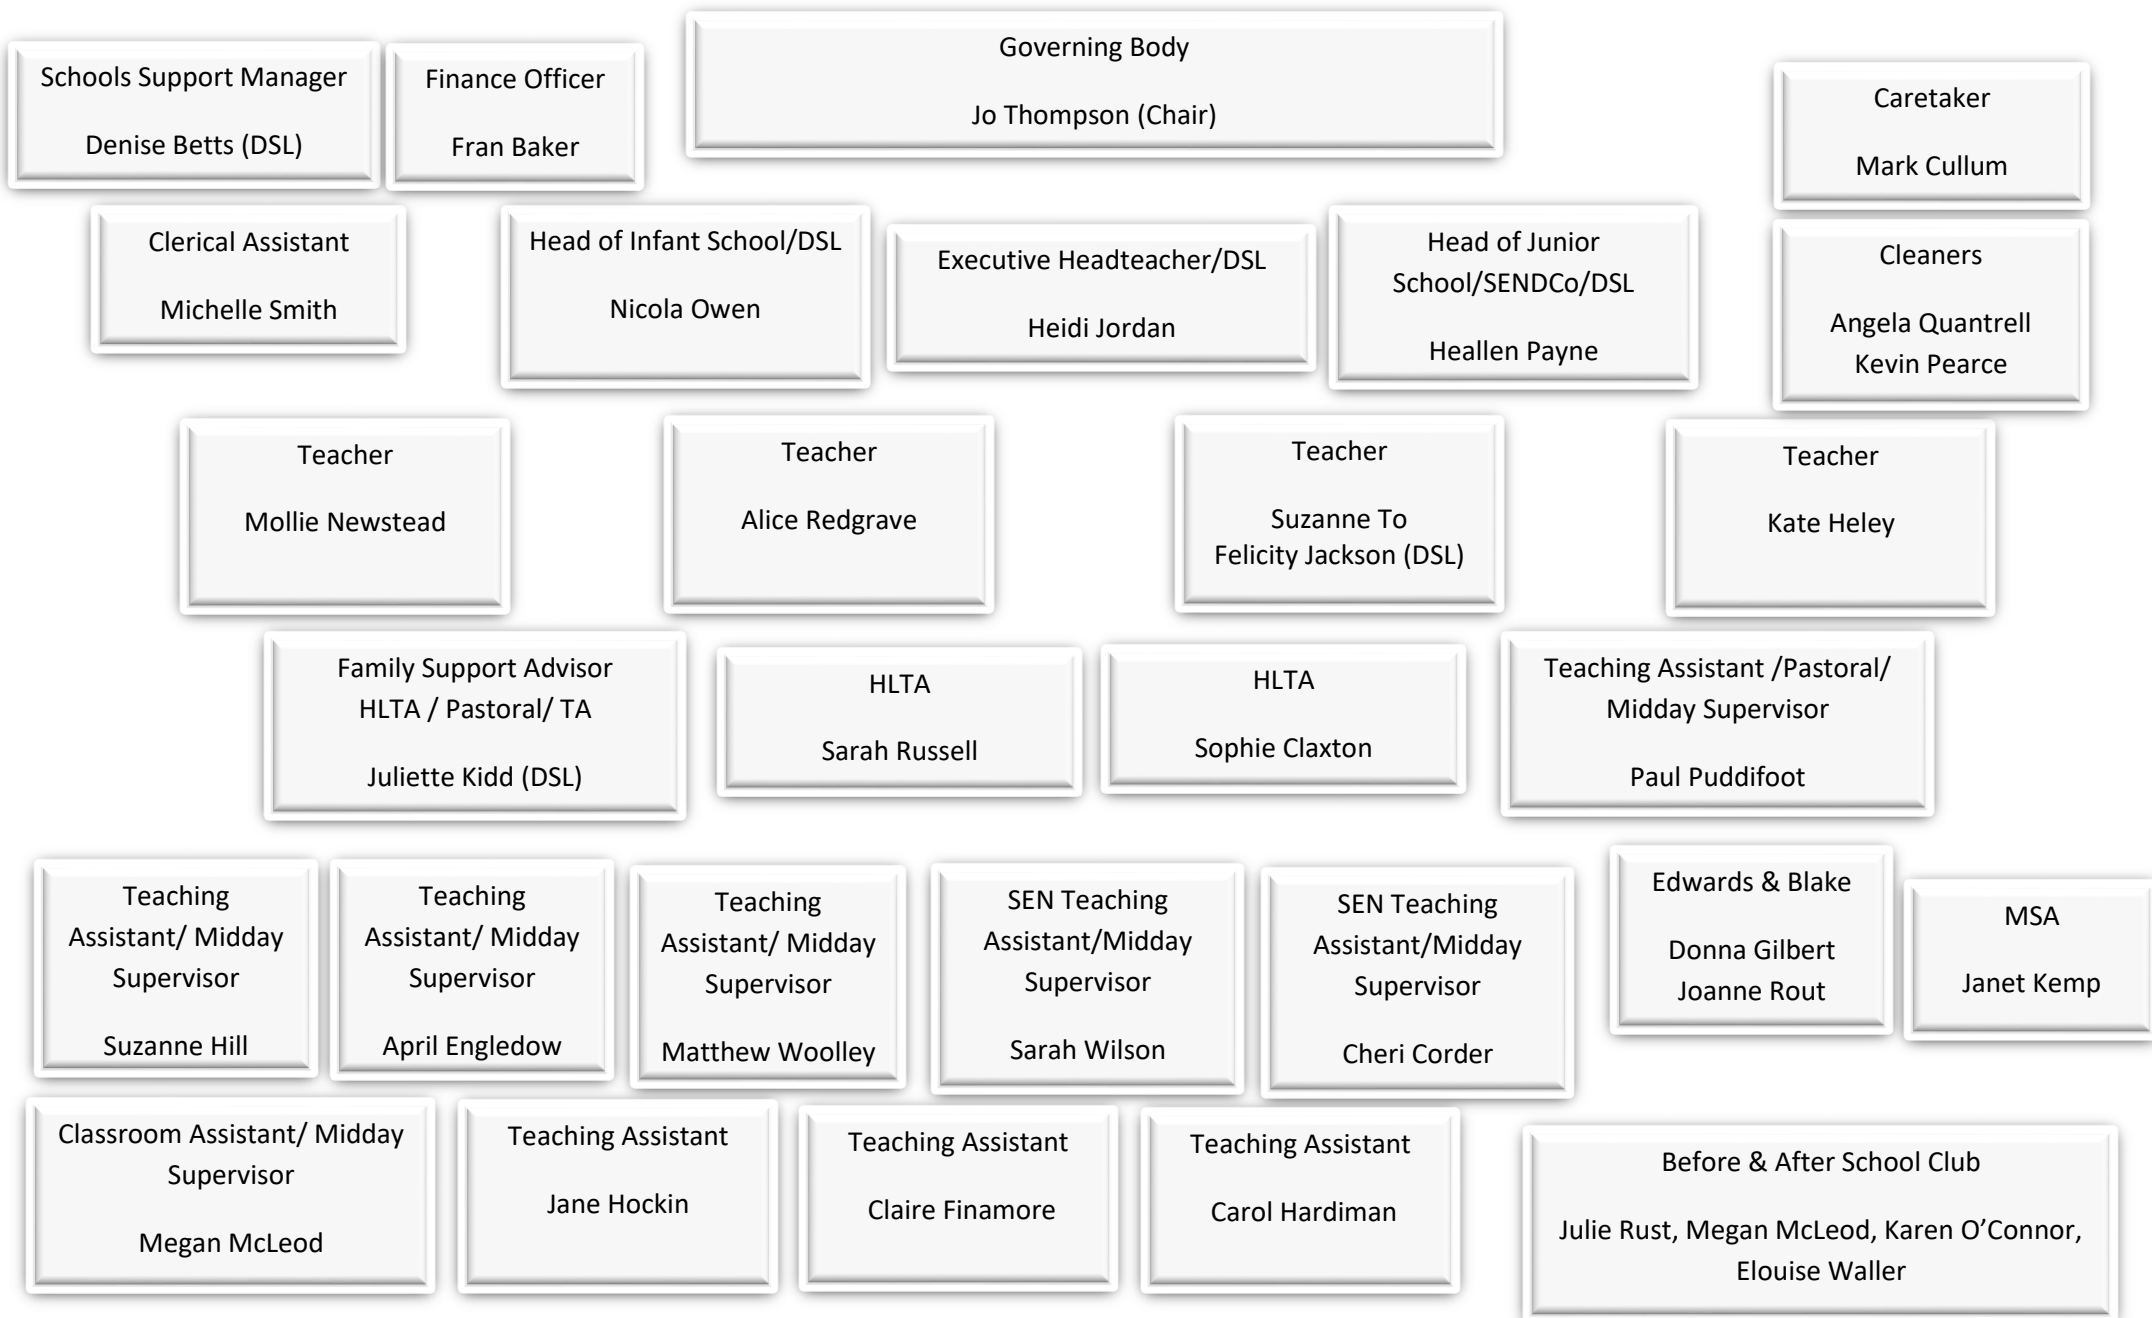 Schools Support Manager
Denise Betts (DSL)
Finance Officer
Fran Baker
Governing Body
Jo Thompson (Chair)
Caretaker
Mark Cullum
Clerical Assistant
Michelle Smith
Head of Infant School/DSL
Nicola Owen
Executive Headteacher/DSL
Heidi Jordan
Head of Junior
School/SENDCo/DSL
Heallen Payne
Cleaners
Angela Quantrell
Kevin Pearce
Teacher
Mollie Newstead
Teacher
Alice Redgrave
Teacher
Suzanne To
Felicity Jackson (DSL)
Teacher
Kate Heley
Family Support Advisor
HLTA / Pastoral/ TA
Juliette Kidd (DSL)
HLTA
Sarah Russell
HLTA
Sophie Claxton
Teaching Assistant /Pastoral/
Midday Supervisor
Paul Puddifoot
Teaching
Assistant/ Midday
Supervisor
Suzanne Hill
Teaching
Assistant/ Midday
Supervisor
April Engledow
Teaching
Assistant/ Midday
Supervisor
Matthew Woolley
SEN Teaching
Assistant/Midday
Supervisor
Sarah Wilson
SEN Teaching
Assistant/Midday
Supervisor
Cheri Corder
Edwards & Blake
Donna Gilbert
Joanne Rout
MSA
Janet Kemp
Classroom Assistant/ Midday
Supervisor
Megan McLeod
Teaching Assistant
Jane Hockin
Teaching Assistant
Claire Finamore
Teaching Assistant
Carol Hardiman
Before & After School Club
Julie Rust, Megan McLeod, Karen O’Connor,
Elouise Waller